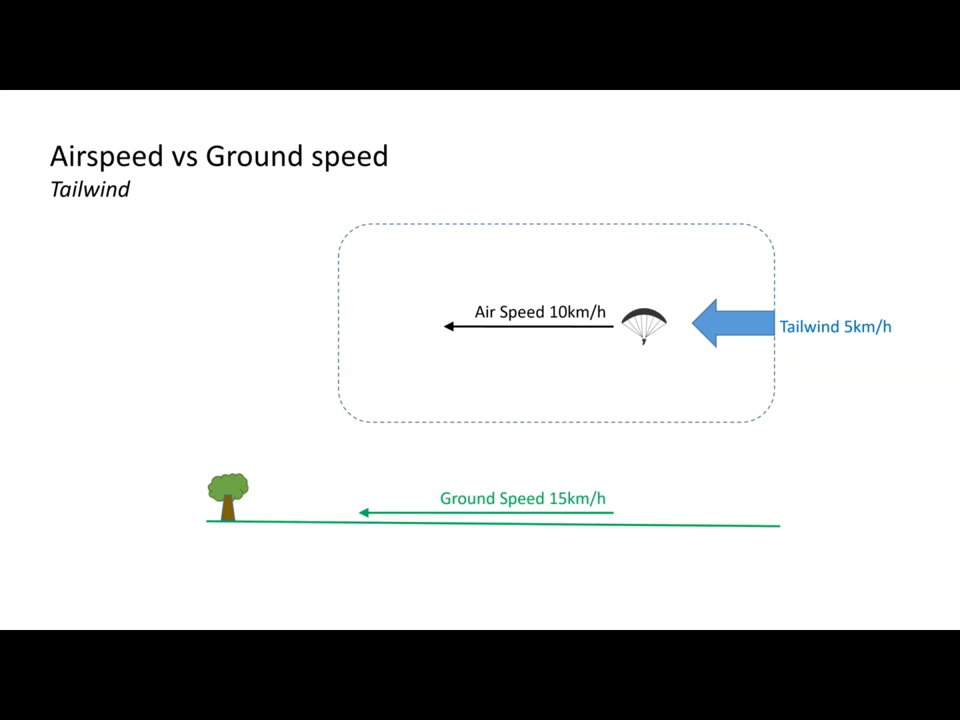 Airspeed vs Ground speed
Tailwind
Air Speed 10km/h
Tailwind 5km/h
Ground Speed 15km/h